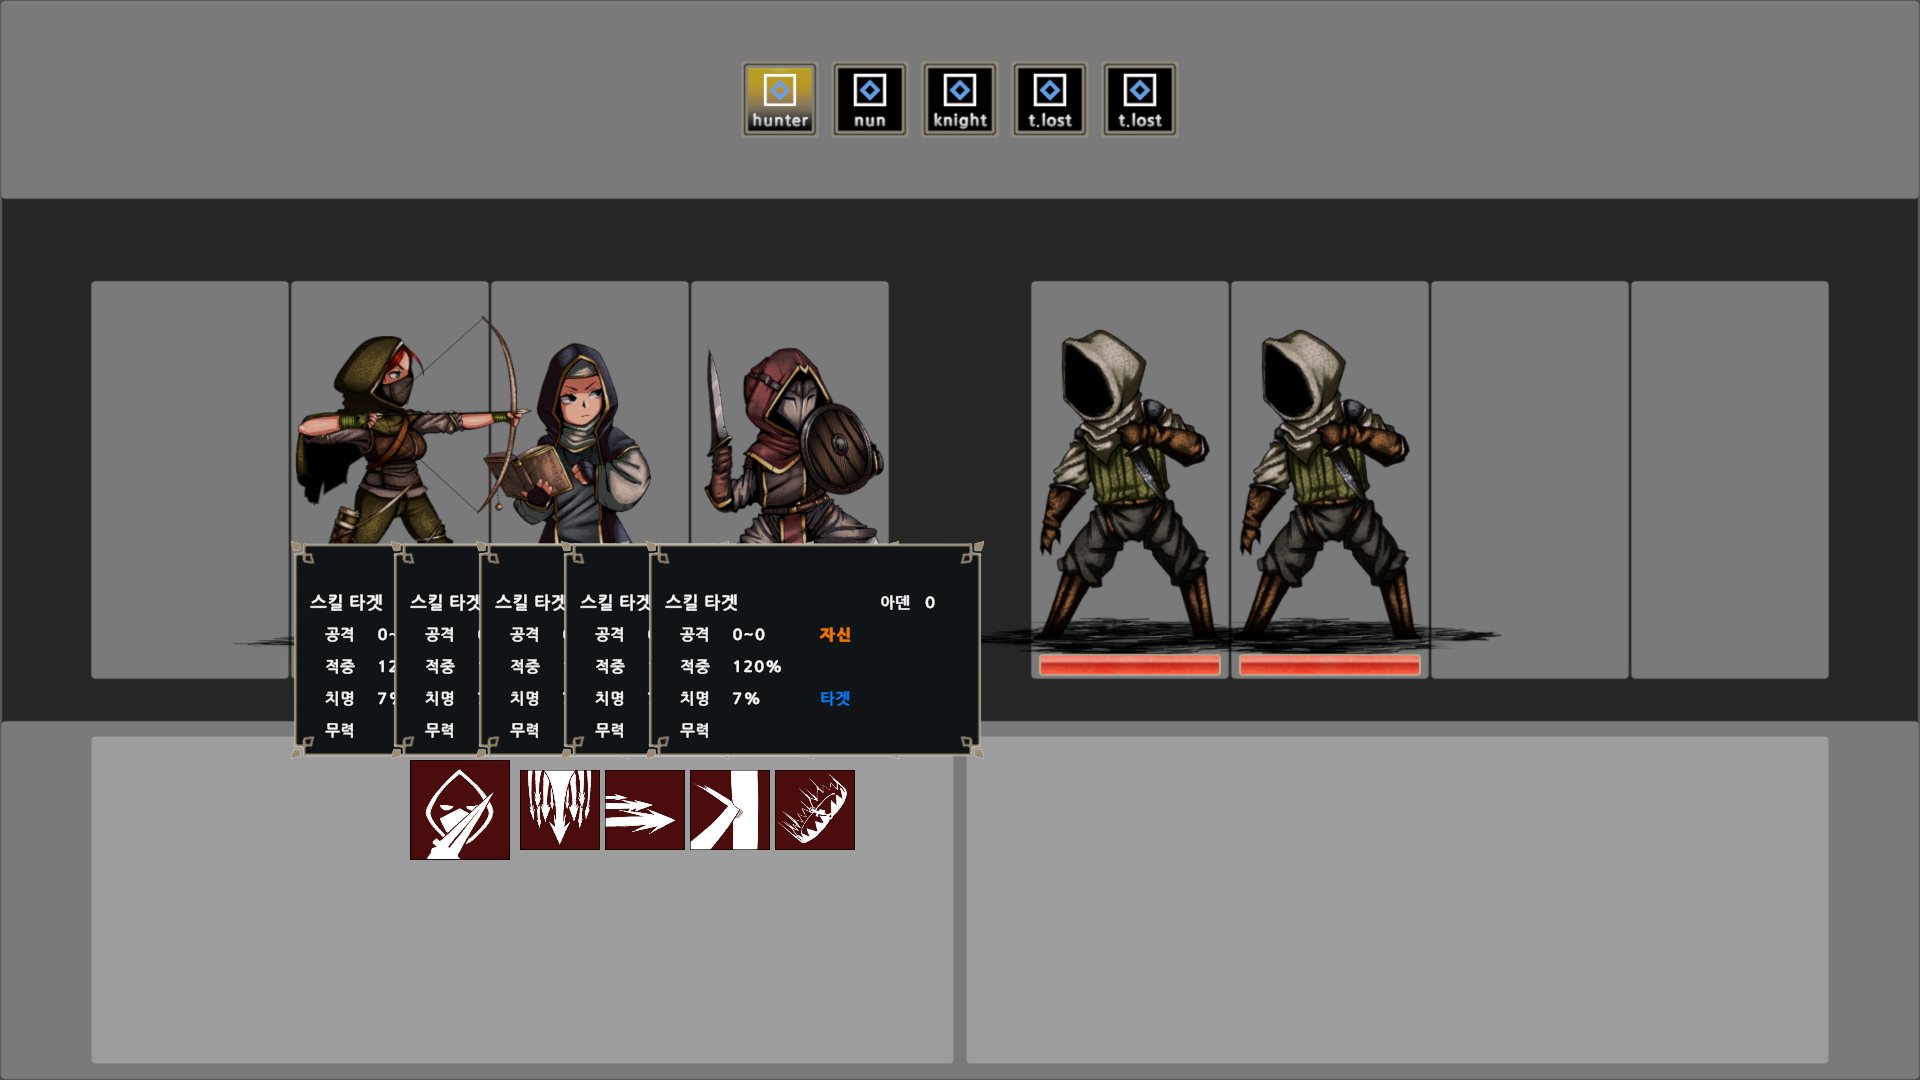 hunter nun knight t.lost t.lost
스킬 타겟 스킬 타겟 스킬 타겟 스킬 타겟 스킬 타겟 아덴 0
공격 0~ 공격 공격 공격 공격 0~0 자신
적중 12 적중 적중 적중 적중 120%
치명 7% 치명 치명 치명 치명 7% 타겟
무력 무력 무력 무력 무력